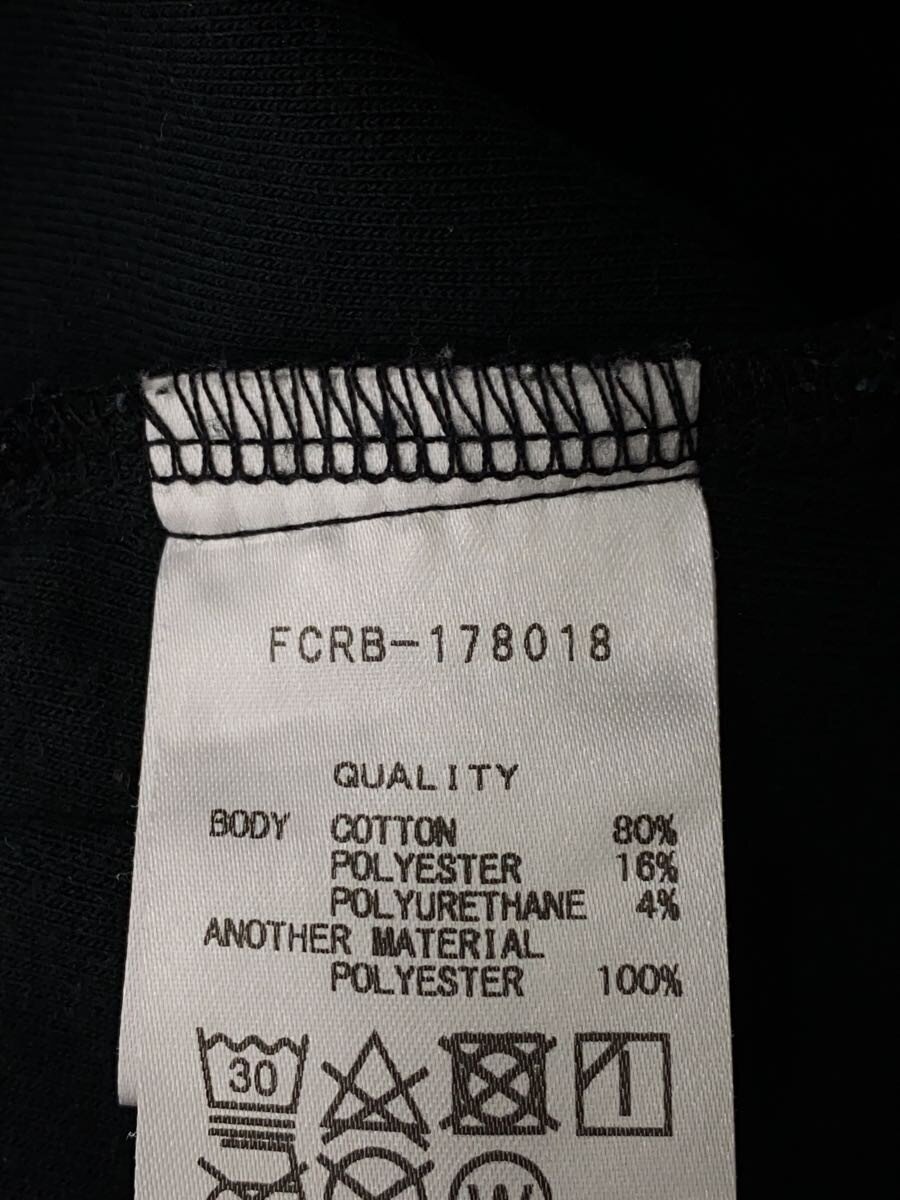 FCRB-178018
QUALITY
BODY COTTON 80%
POLYESTER 16%
POLYURETHANE 4%
ANOTHER MATERIAL
POLYESTER 100%
30
W